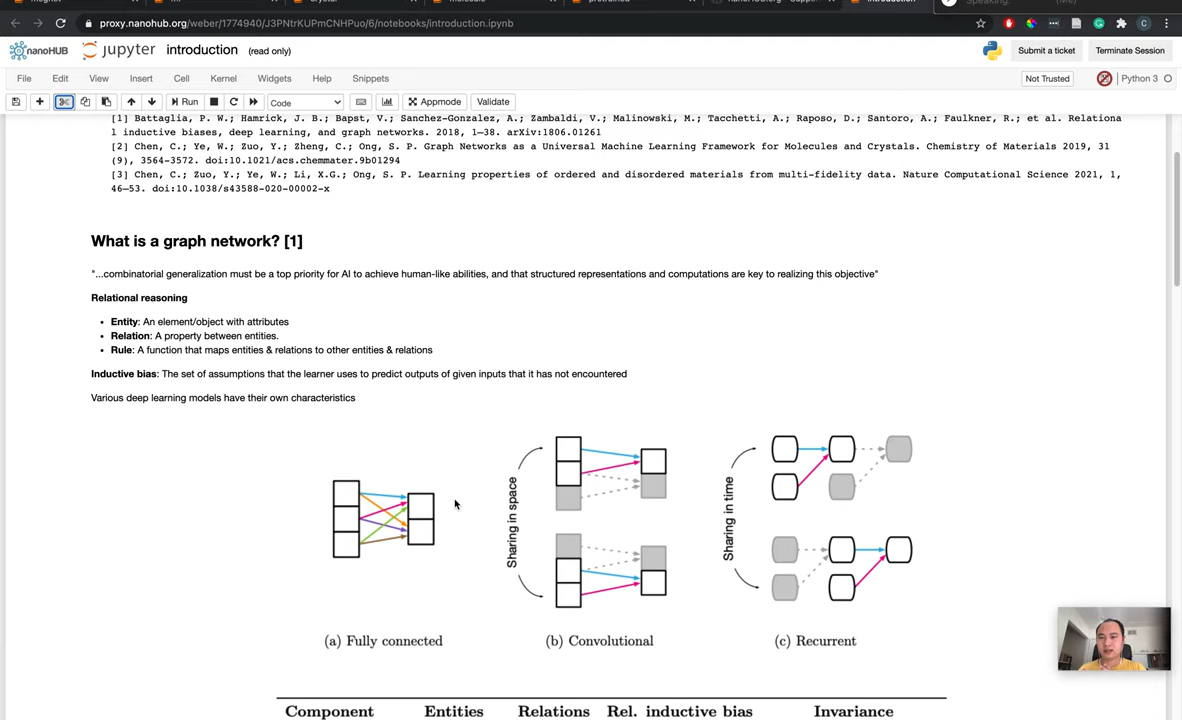 proxy.nanohub.org/weber/1774940/J3PNtrKUPmCNHPuo/6/notebooks/introduction.ipynb
nanoHUB jupyter introduction (read only) Submit a ticket Terminate Session
File Edit View Insert Cell Kernel Widgets Help Snippets Not Trusted Python 3
Run Code Appmode Validate
[1] Battaglia, P. W.; Hamrick, J. B.; Bapst, V.; Sanchez-Gonzalez, A.; Zambaldi, V.; Malinowski, M.; Tacchetti, A.; Raposo, D.; Santoro, A.; Faulkner, R.; et al. Relationa
l inductive biases, deep learning, and graph networks. 2018, 1–38. arXiv:1806.01261
[2] Chen, C.; Ye, W.; Zuo, Y.; Zheng, C.; Ong, S. P. Graph Networks as a Universal Machine Learning Framework for Molecules and Crystals. Chemistry of Materials 2019, 31
(9), 3564-3572. doi:10.1021/acs.chemmater.9b01294
[3] Chen, C.; Zuo, Y.; Ye, W.; Li, X.G.; Ong, S. P. Learning properties of ordered and disordered materials from multi-fidelity data. Nature Computational Science 2021, 1,
46–53. doi:10.1038/s43588-020-00002-x
What is a graph network? [1]
"...combinatorial generalization must be a top priority for AI to achieve human-like abilities, and that structured representations and computations are key to realizing this objective"
Relational reasoning
• Entity: An element/object with attributes
• Relation: A property between entities.
• Rule: A function that maps entities & relations to other entities & relations
Inductive bias: The set of assumptions that the learner uses to predict outputs of given inputs that it has not encountered
Various deep learning models have their own characteristics
Sharing in space
Sharing in time
(a) Fully connected (b) Convolutional (c) Recurrent
Component Entities Relations Rel. inductive bias Invariance